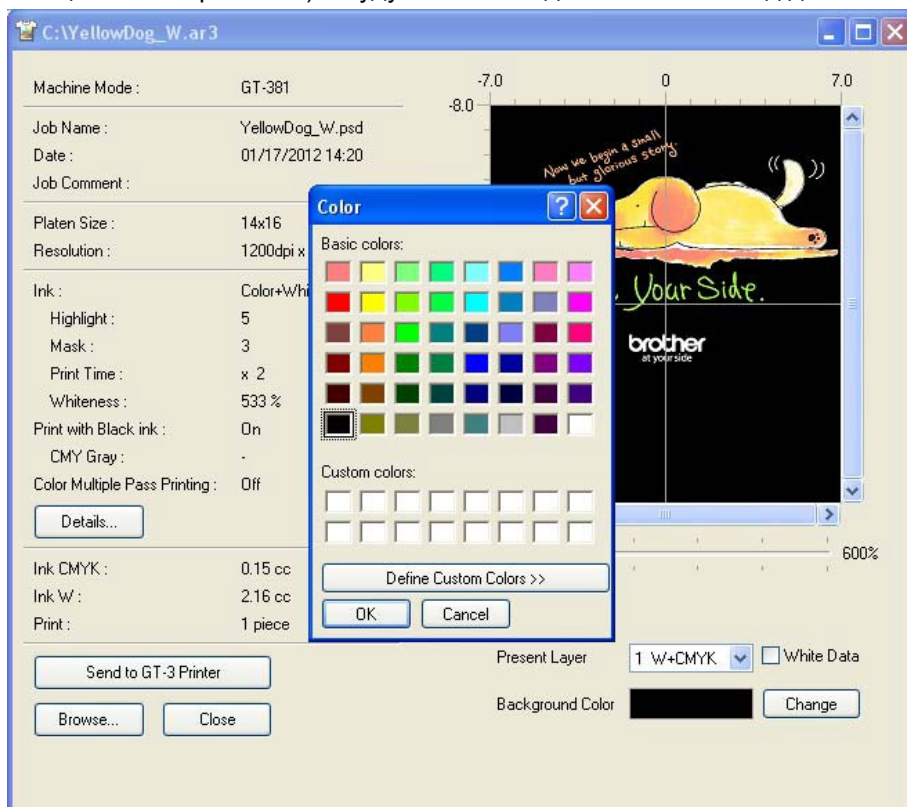 C:\YellowDog_W.ar3
Machine Mode : GT-381
Job Name : YellowDog_W.psd
Date : 01/17/2012 14:20
Job Comment :
Platen Size : 14x16
Resolution : 1200dpi x
Ink : Color+Whi
Highlight : 5
Mask : 3
Print Time : x 2
Whiteness : 533 %
Print with Black ink : On
CMY Gray : -
Color Multiple Pass Printing : Off
Details...
Ink CMYK : 0.15 cc
Ink W : 2.16 cc
Print : 1 piece
Send to GT-3 Printer
Browse... Close
Color
Basic colors:
Custom colors:
Define Custom Colors >>
OK Cancel
-7.0 0 7.0
-8.0
Now we begin a small
but glorious story.
Your Side.
brother
at your side
600%
Present Layer 1 W+CMYK White Data
Background Color Change